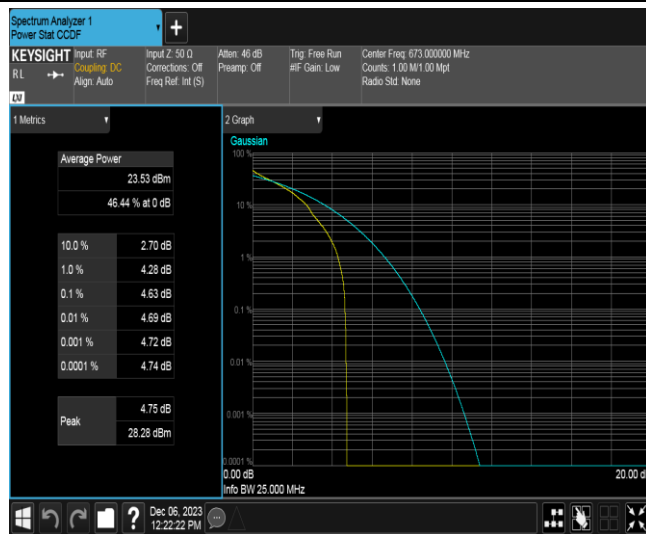 Spectrum Analyzer 1
Power Stat CCDF
+
KEYSIGHT
RL
LXI
Input: RF
Coupling: DC
Align: Auto
Input Z: 50 Ω
Corrections: Off
Freq Ref: Int (S)
Atten: 46 dB
Preamp: Off
Trig: Free Run
#IF Gain: Low
Center Freq: 673.000000 MHz
Counts: 1.00 M/1.00 Mpt
Radio Std: None
1 Metrics
Average Power
23.53 dBm
46.44 % at 0 dB
10.0 % 2.70 dB
1.0 % 4.28 dB
0.1 % 4.63 dB
0.01 % 4.69 dB
0.001 % 4.72 dB
0.0001 % 4.74 dB
Peak
4.75 dB
28.28 dBm
2 Graph
Gaussian
100 %
10 %
1 %
0.1 %
0.01 %
0.001 %
0.0001 %
0.00 dB
20.00 d
Info BW 25.000 MHz
?
Dec 06, 2023
12:22:22 PM